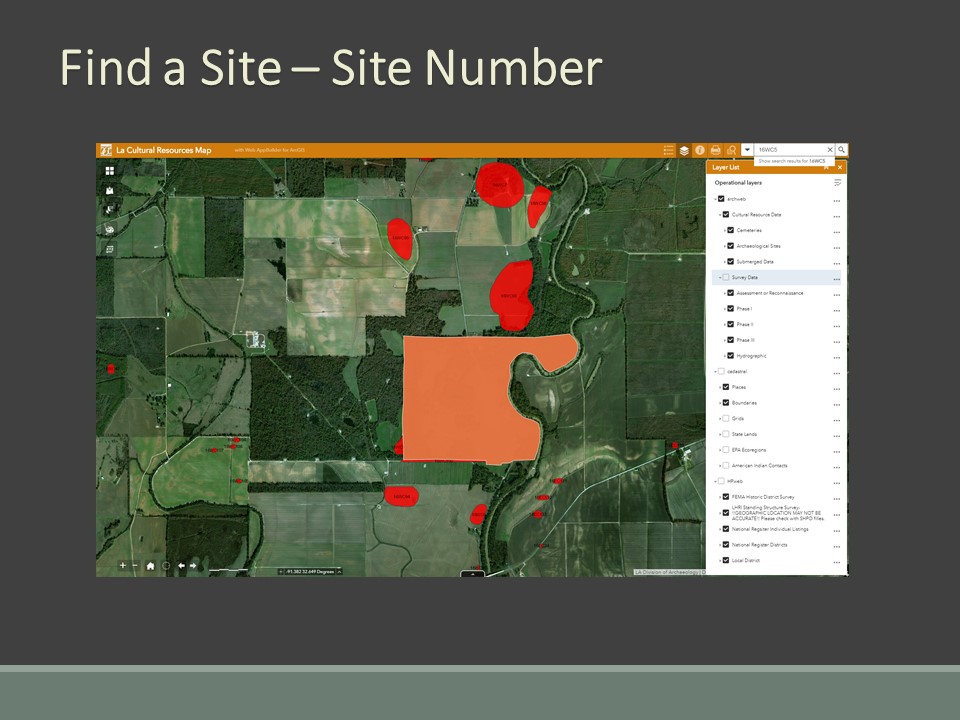 Find a Site – Site Number
La Cultural Resources Map
with Web AppBuilder for ArcGIS
16WC5
Show search results for 16WC5
Layer List
Operational layers
archweb
Cultural Resource Data
Cemeteries
Archaeological Sites
Submerged Data
Survey Data
Assessment or Reconnaissance
Phase I
Phase II
Phase III
Hydrographic
cadastral
Places
Boundaries
Grids
State Lands
EPA Ecoregions
American Indian Contacts
HPweb
FEMA Historic District Survey
LHRI Standing Structure Survey:
!!GEOGRAPHIC LOCATION MAY NOT BE
ACCURATE!! Please check with SHPO files.
National Register Individual Listings
National Register Districts
Local District
-91.382 32.649 Degrees
LA Division of Archaeology |